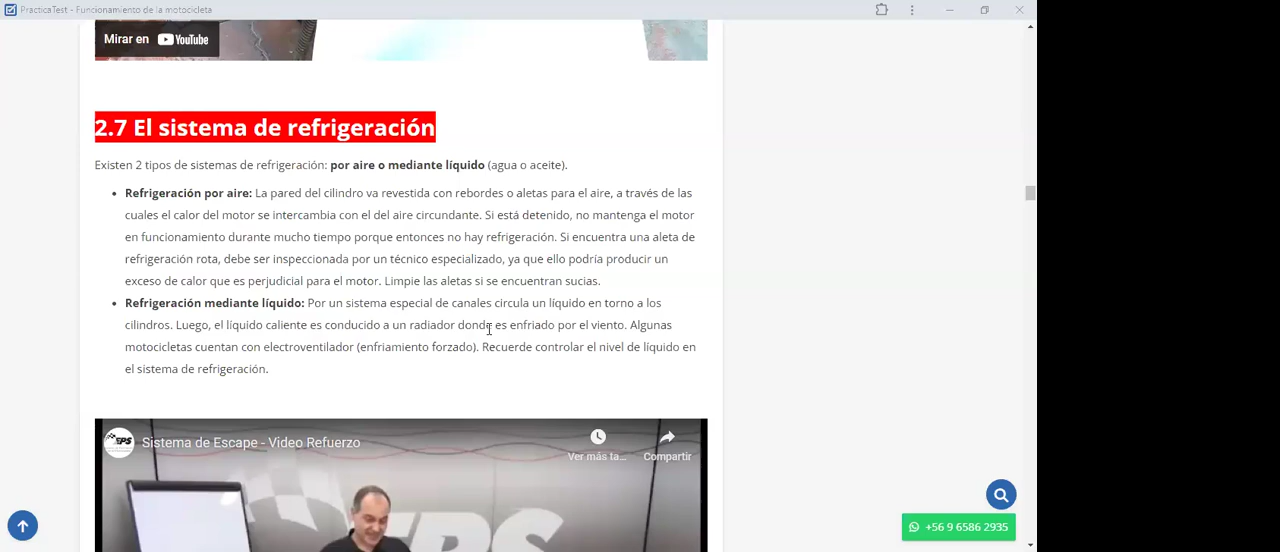 PracticaTest - Funcionamiento de la motocicleta
Mirar en YouTube
2.7 El sistema de refrigeración
Existen 2 tipos de sistemas de refrigeración: por aire o mediante líquido (agua o aceite).
• Refrigeración por aire: La pared del cilindro va revestida con rebordes o aletas para el aire, a través de las
cuales el calor del motor se intercambia con el del aire circundante. Si está detenido, no mantenga el motor
en funcionamiento durante mucho tiempo porque entonces no hay refrigeración. Si encuentra una aleta de
refrigeración rota, debe ser inspeccionada por un técnico especializado, ya que ello podría producir un
exceso de calor que es perjudicial para el motor. Limpie las aletas si se encuentran sucias.
• Refrigeración mediante líquido: Por un sistema especial de canales circula un líquido en torno a los
cilindros. Luego, el líquido caliente es conducido a un radiador donde es enfriado por el viento. Algunas
motocicletas cuentan con electroventilador (enfriamiento forzado). Recuerde controlar el nivel de líquido en
el sistema de refrigeración.
EPS
Sistema de Escape - Video Refuerzo
Ver más ta...
Compartir
EPS
+56 9 6586 2935